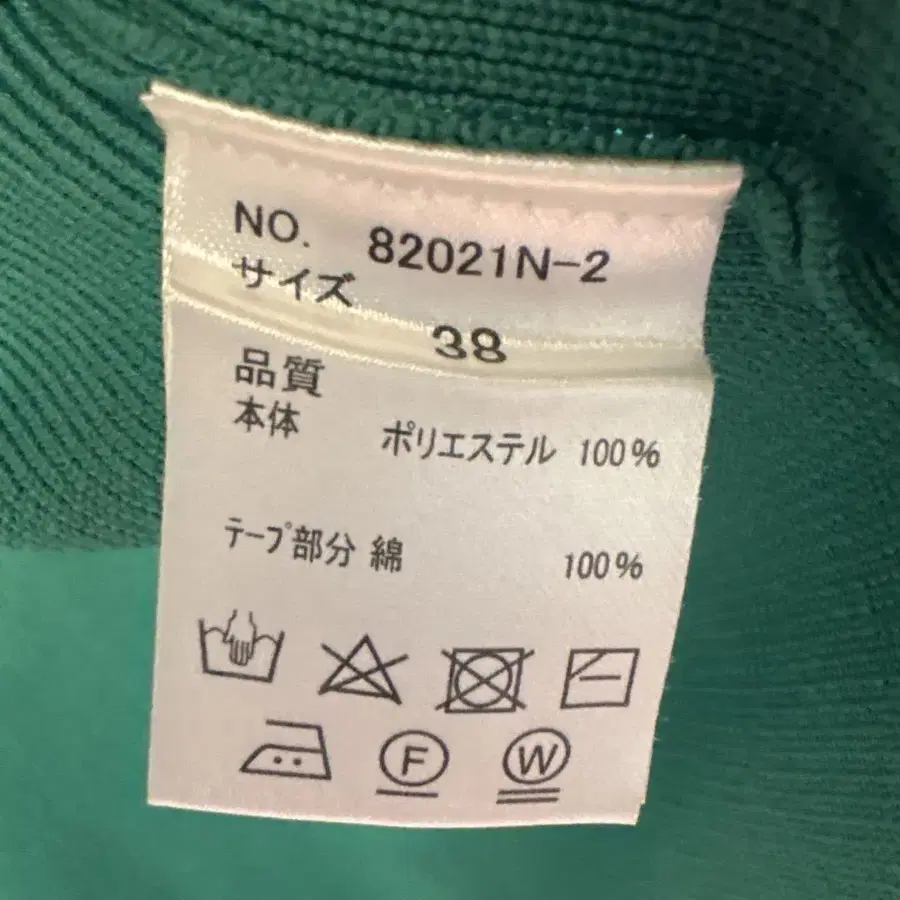 NO. 82021N-2
サイズ
38
品質
本体 ポリエステル 100%
テープ部分 綿 100%
F W